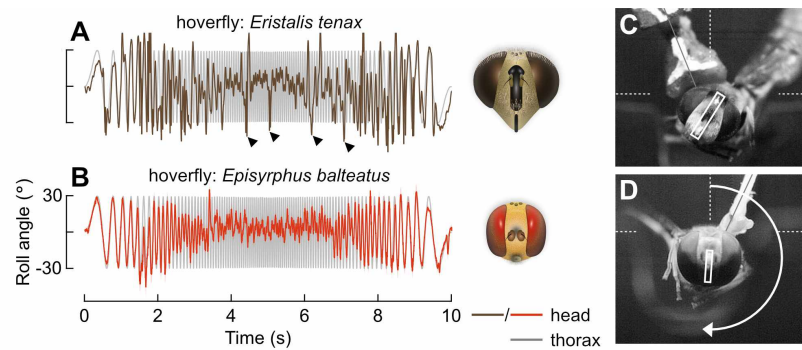 A
hoverfly: Eristalis tenax
B
hoverfly: Episyrphus balteatus
Roll angle (°)
30
-30
0
2
4
6
8
10
Time (s)
/ head
thorax
C
D